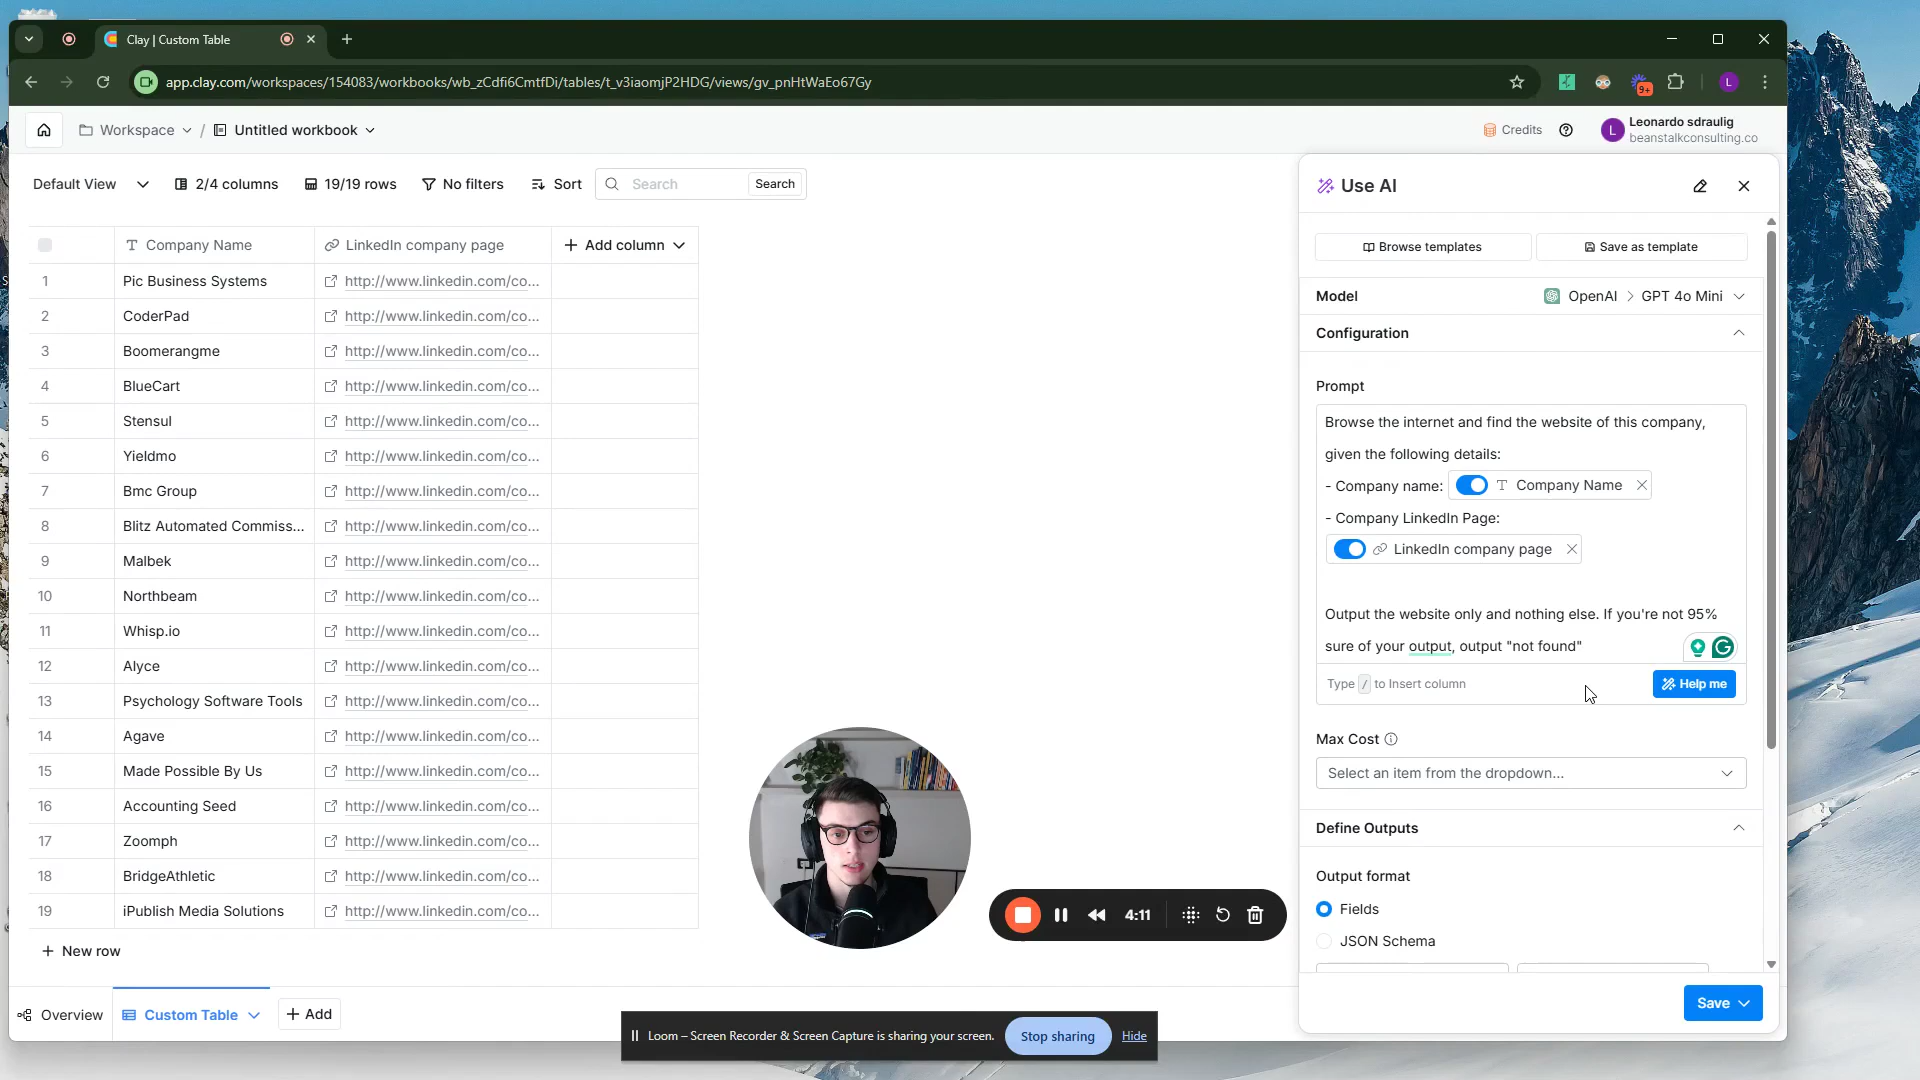 Clay | Custom Table
app.clay.com/workspaces/154083/workbooks/wb_zCdfi6CmtfDi/tables/t_v3iaomjP2HDG/views/gv_pnHtWaEo67Gy
9+
L
Workspace / Untitled workbook
Credits
L
Leonardo sdraulig
beanstalkconsulting.co
Default View
2/4 columns
19/19 rows
No filters
Sort
Search
Search
Company Name
LinkedIn company page
Add column
1 Pic Business Systems http://www.linkedin.com/co...
2 CoderPad http://www.linkedin.com/co...
3 Boomerangme http://www.linkedin.com/co...
4 BlueCart http://www.linkedin.com/co...
5 Stensul http://www.linkedin.com/co...
6 Yieldmo http://www.linkedin.com/co...
7 Bmc Group http://www.linkedin.com/co...
8 Blitz Automated Commiss... http://www.linkedin.com/co...
9 Malbek http://www.linkedin.com/co...
10 Northbeam http://www.linkedin.com/co...
11 Whisp.io http://www.linkedin.com/co...
12 Alyce http://www.linkedin.com/co...
13 Psychology Software Tools http://www.linkedin.com/co...
14 Agave http://www.linkedin.com/co...
15 Made Possible By Us http://www.linkedin.com/co...
16 Accounting Seed http://www.linkedin.com/co...
17 Zoomph http://www.linkedin.com/co...
18 BridgeAthletic http://www.linkedin.com/co...
19 iPublish Media Solutions http://www.linkedin.com/co...
New row
Overview
Custom Table
Add
Use AI
Browse templates
Save as template
Model
OpenAI > GPT 4o Mini
Configuration
Prompt
Browse the internet and find the website of this company,
given the following details:
- Company name: Company Name
- Company LinkedIn Page:
LinkedIn company page
Output the website only and nothing else. If you're not 95%
sure of your output, output "not found"
Type / to Insert column
Help me
Max Cost
Select an item from the dropdown...
Define Outputs
Output format
Fields
JSON Schema
Save
4:11
Loom – Screen Recorder & Screen Capture is sharing your screen.
Stop sharing
Hide